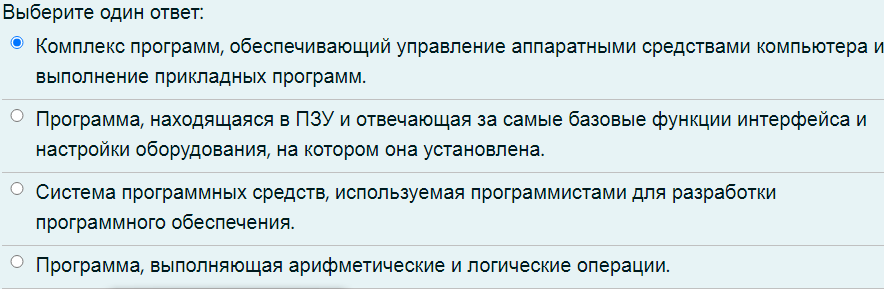 Выберите один ответ:
Комплекс программ, обеспечивающий управление аппаратными средствами компьютера и
выполнение прикладных программ.
Программа, находящаяся в ПЗУ и отвечающая за самые базовые функции интерфейса и
настройки оборудования, на котором она установлена.
Система программных средств, используемая программистами для разработки
программного обеспечения.
Программа, выполняющая арифметические и логические операции.